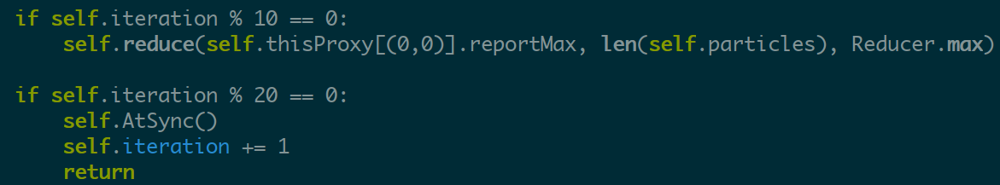 if self.iteration % 10 == 0:
    self.reduce(self.thisProxy[(0,0)].reportMax, len(self.particles), Reducer.max)

if self.iteration % 20 == 0:
    self.AtSync()
    self.iteration += 1
    return